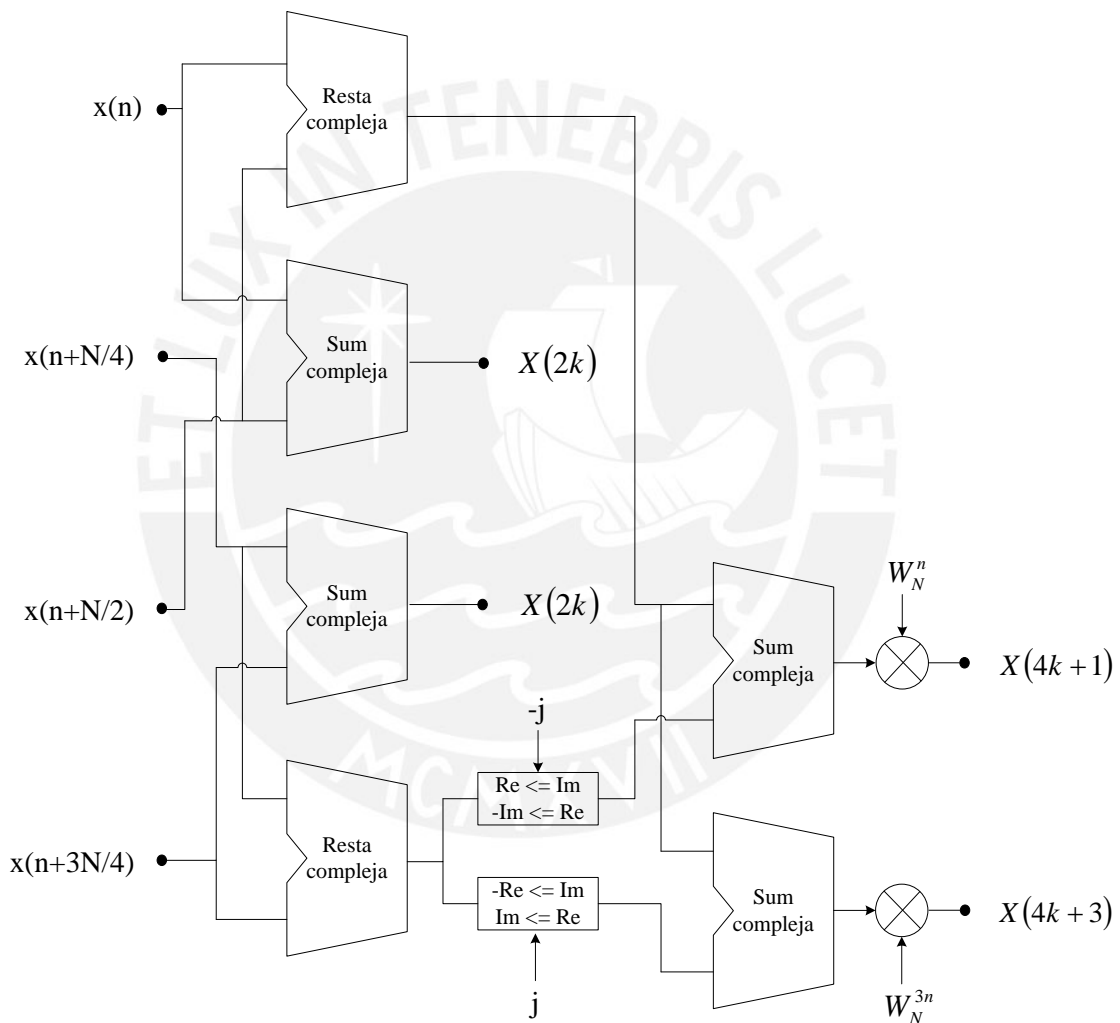 x(n)
Resta
compleja
x(n+N/4)
Sum
compleja
X(2k)
x(n+N/2)
Sum
compleja
X(2k)
W_N^n
Sum
compleja
X(4k+1)
-j
Re <= Im
-Im <= Re
x(n+3N/4)
Resta
compleja
-Re <= Im
Im <= Re
j
Sum
compleja
X(4k+3)
W_N^{3n}
ET LUX IN TENEBRIS LUCET
MCMXVII